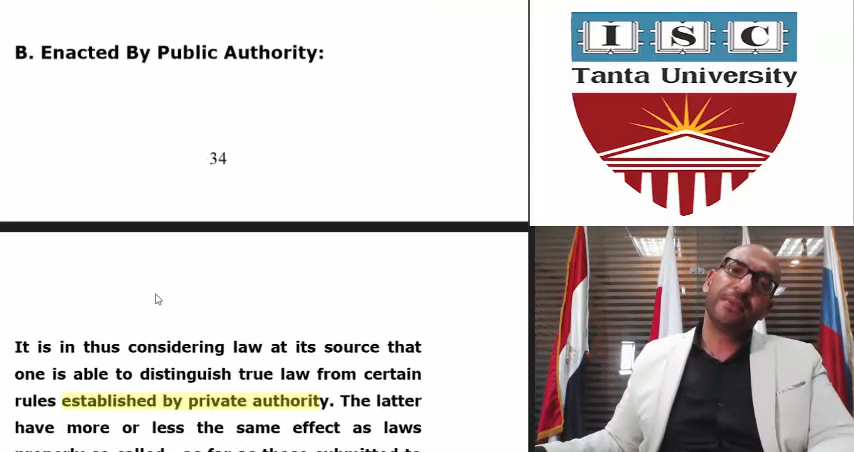 B. Enacted By Public Authority:
34
It is in thus considering law at its source that
one is able to distinguish true law from certain
rules established by private authority. The latter
have more or less the same effect as laws
I S C
Tanta University